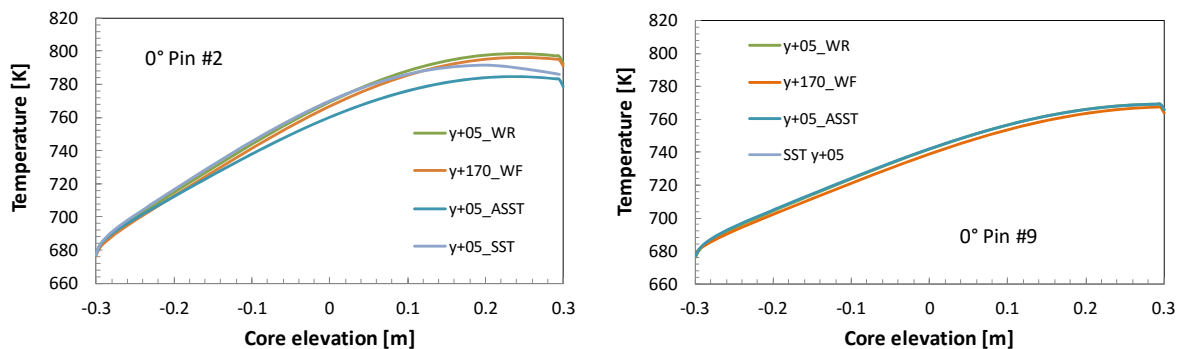 820
800
780
760
740
720
700
680
660
Temperature [K]
0° Pin #2
y+05_WR
y+170_WF
y+05_ASST
y+05_SST
-0.3
-0.2
-0.1
0
0.1
0.2
0.3
Core elevation [m]
820
800
780
760
740
720
700
680
660
Temperature [K]
y+05_WR
y+170_WF
y+05_ASST
SST y+05
0° Pin #9
-0.3
-0.2
-0.1
0
0.1
0.2
0.3
Core elevation [m]